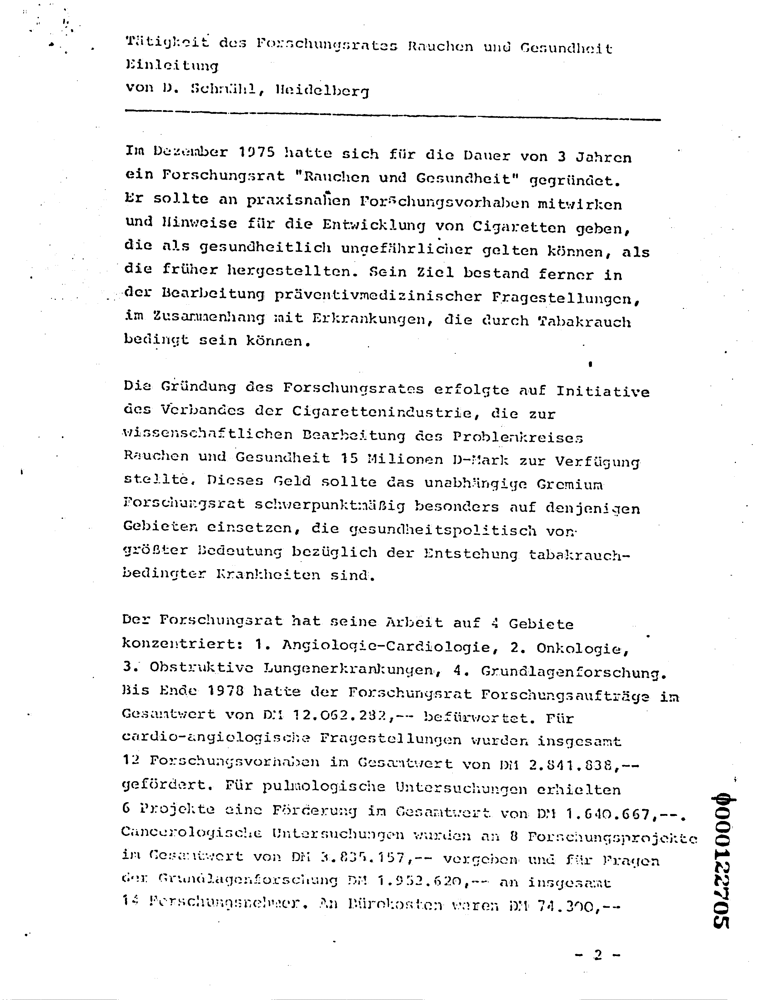 Tätigkeit des Forschungsrates Rauchen und Gesundheit
Einleitung
von D. Schmähl, Heidelberg
Im Dezember 1975 hatte sich für die Dauer von 3 Jahren
ein Forschungsrat "Rauchen und Gesundheit" gegründet.
Er sollte an praxisnahen Forschungsvorhaben mitwirken
und Hinweise für die Entwicklung von Cigaretten geben,
die als gesundheitlich ungefährlicher gelten können, als
die früher hergestellten. Sein Ziel bestand ferner in
der Bearbeitung präventivmedizinischer Fragestellungen,
im Zusammenhang mit Erkrankungen, die durch Tabakrauch
bedingt sein können.
Die Gründung des Forschungsrates erfolgte auf Initiative
des Verbandes der Cigarettenindustrie, die zur
wissenschaftlichen Bearbeitung des Problemkreises
Rauchen und Gesundheit 15 Milionen D-Mark zur Verfügung
stellte. Dieses Geld sollte das unabhängige Gremium
Forschungsrat schwerpunktmäßig besonders auf denjenigen
Gebieten einsetzen, die gesundheitspolitisch von
größter Bedeutung bezüglich der Entstehung tabakrauch-
bedingter Krankheiten sind.
Der Forschungsrat hat seine Arbeit auf 4 Gebiete
konzentriert: 1. Angiologie-Cardiologie, 2. Onkologie,
3. Obstruktive Lungenerkrankungen, 4. Grundlagenforschung.
Bis Ende 1978 hatte der Forschungsrat Forschungsaufträge im
Gesamtwert von DM 12.062.282,-- befürwortet. Für
cardio-angiologische Fragestellungen wurden insgesamt
12 Forschungsvorhaben im Gesamtwert von DM 2.841.838,--
gefördert. Für pulmologische Untersuchungen erhielten
6 Projekte eine Förderung im Gesamtwert von DM 1.640.667,--.
Cancerologische Untersuchungen wurden an 8 Forschungsprojekte
im Gesamtwert von DM 3.835.157,-- vergeben und für Fragen
der Grundlagenforschung DM 1.952.620,-- an insgesamt
14 Forschungsnehmer. An Bürokosten waren DM 74.300,--
- 2 -
ф000122705